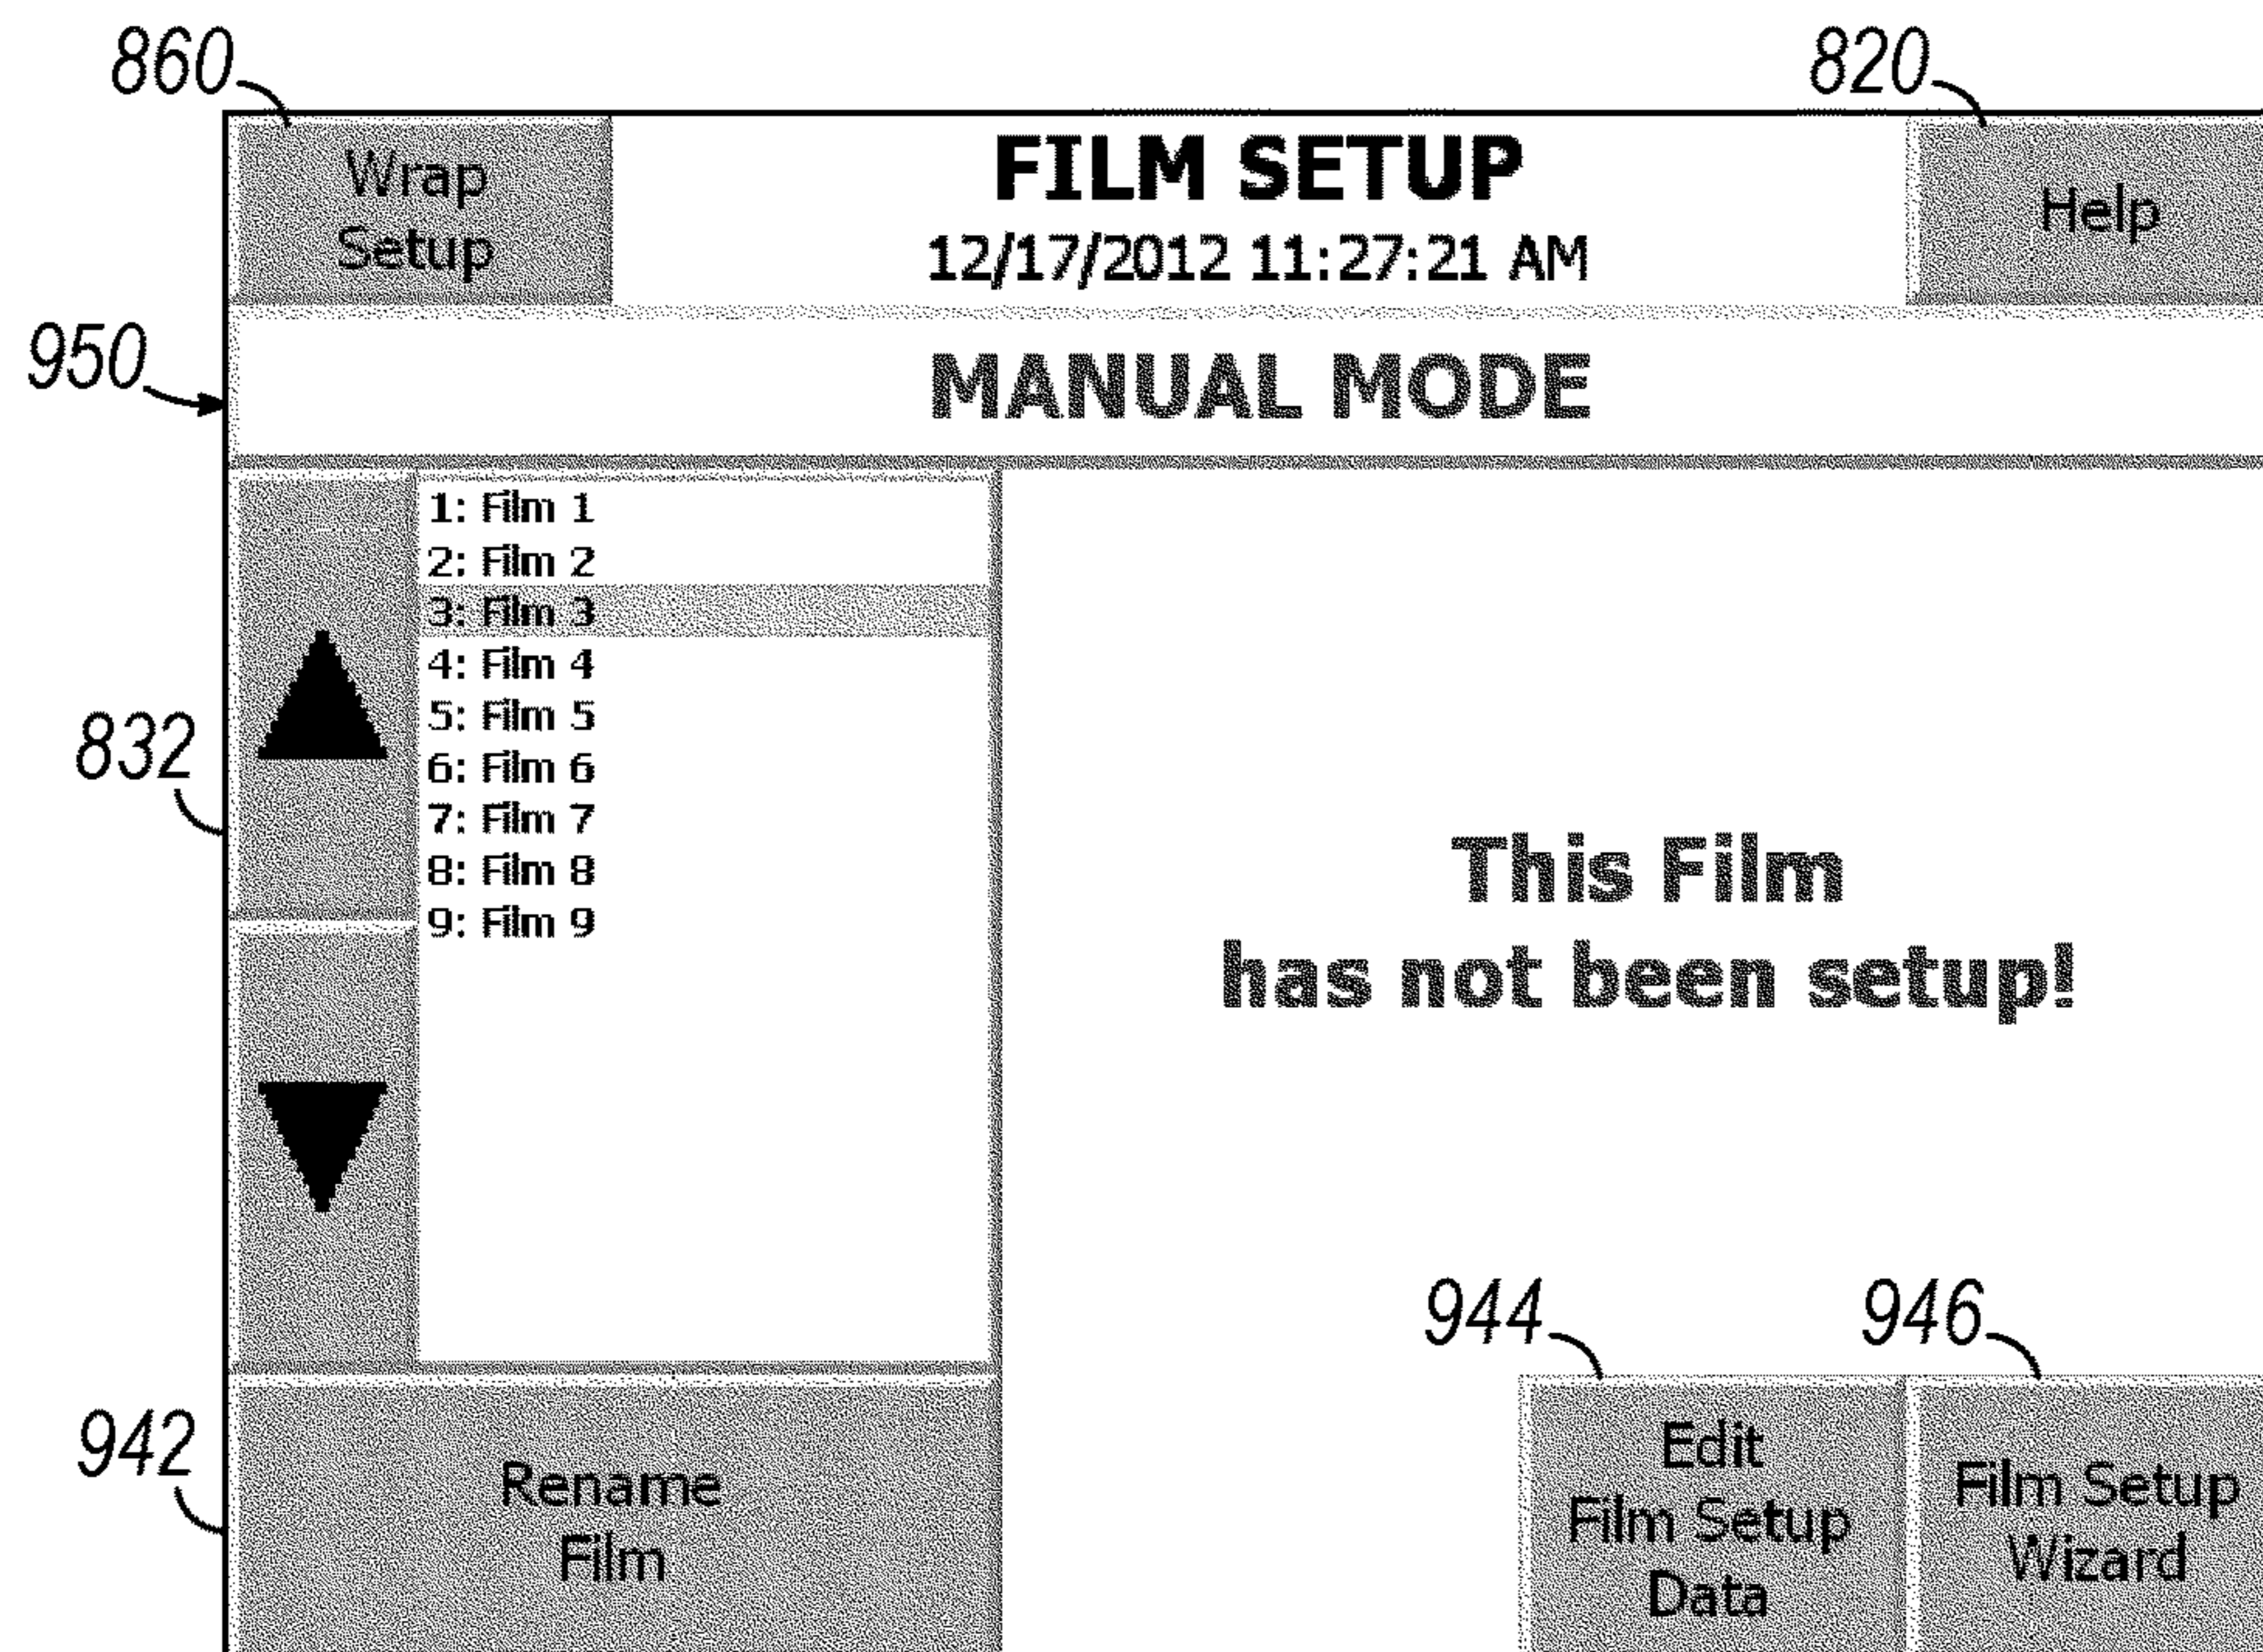 860
820
Wrap
Setup
FILM SETUP
12/17/2012 11:27:21 AM
Help
950
MANUAL MODE
1: Film 1
2: Film 2
3: Film 3
4: Film 4
5: Film 5
6: Film 6
7: Film 7
8: Film 8
9: Film 9
832
This Film
has not been setup!
944
946
942
Rename
Film
Edit
Film Setup
Data
Film Setup
Wizard